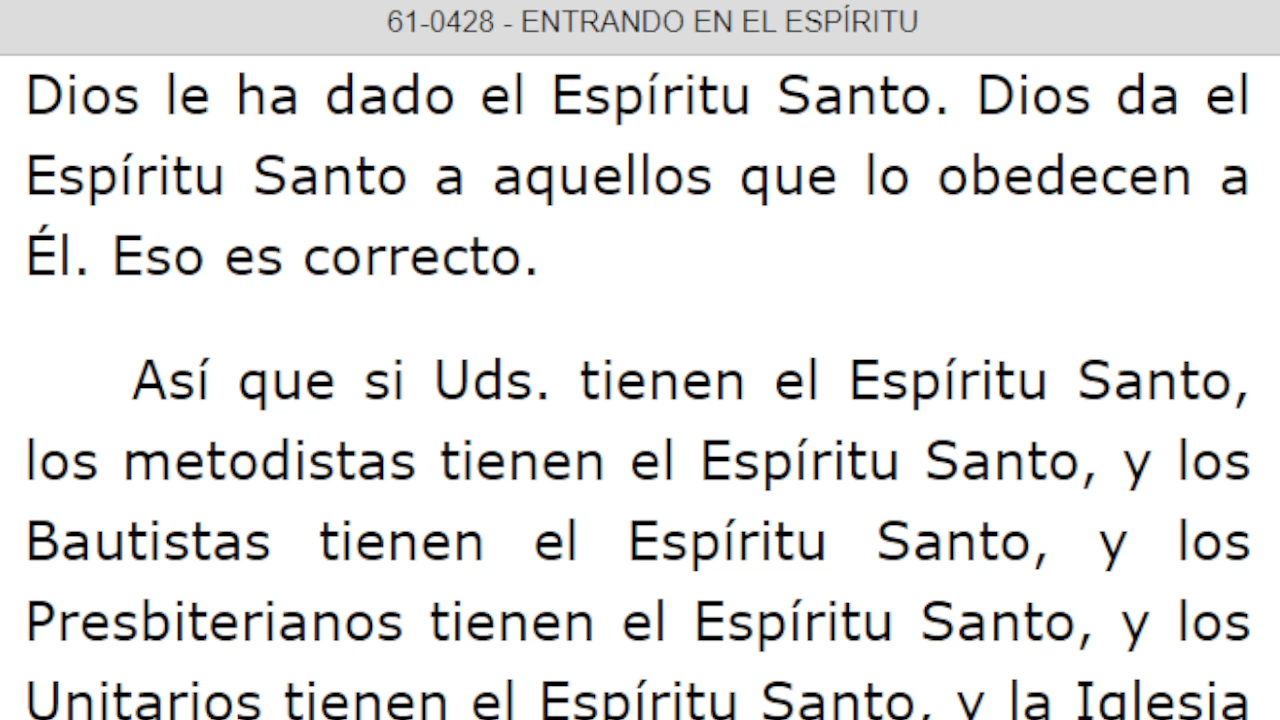 61-0428 - ENTRANDO EN EL ESPÍRITU
Dios le ha dado el Espíritu Santo. Dios da el
Espíritu Santo a aquellos que lo obedecen a
Él. Eso es correcto.
Así que si Uds. tienen el Espíritu Santo,
los metodistas tienen el Espíritu Santo, y los
Bautistas tienen el Espíritu Santo, y los
Presbiterianos tienen el Espíritu Santo, y los
Unitarios tienen el Espíritu Santo, y la Iglesia